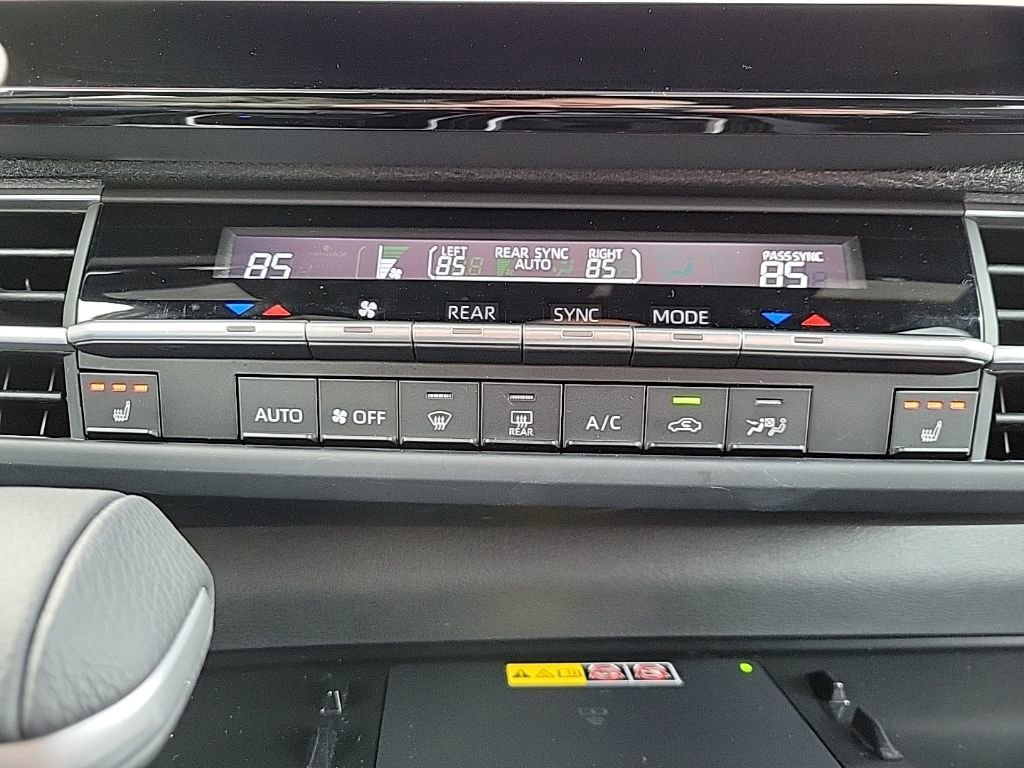 85 LEFT 85 REAR SYNC AUTO RIGHT 85 PASS SYNC 85
REAR SYNC MODE
AUTO OFF REAR A/C